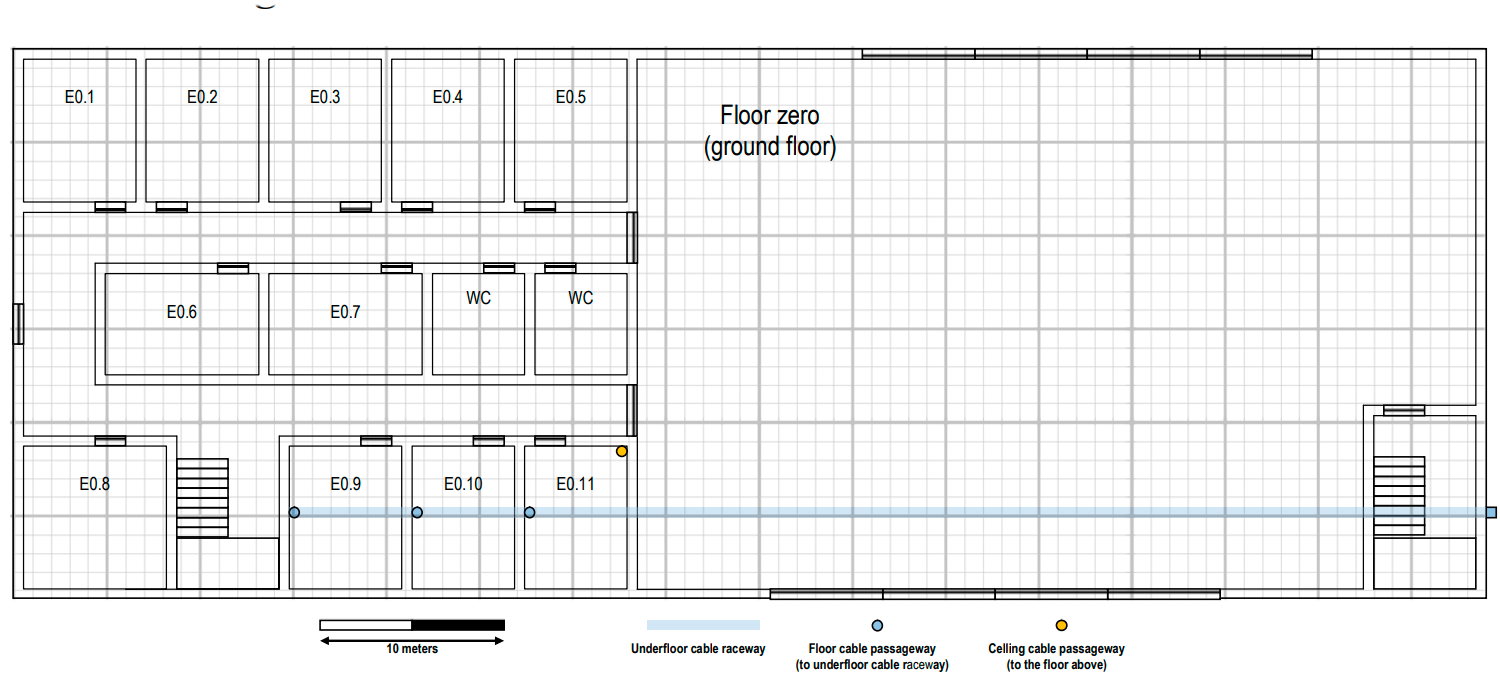 E0.1 E0.2 E0.3 E0.4 E0.5
Floor zero
(ground floor)
E0.6 E0.7 WC WC
E0.8 E0.9 E0.10 E0.11
10 meters
Underfloor cable raceway
Floor cable passageway
(to underfloor cable raceway)
Celling cable passageway
(to the floor above)